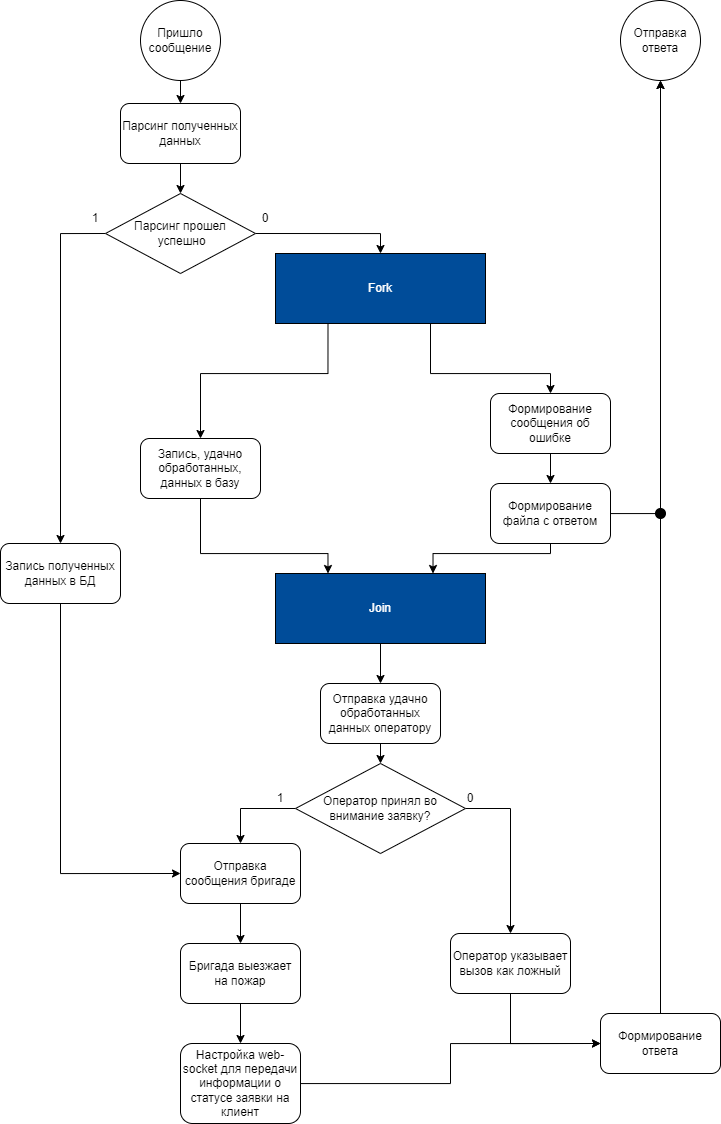 Пришло
сообщение
Отправка
ответа
Парсинг полученных
данных
1
0
Парсинг прошел
успешно
Fork
Формирование
сообщения об
ошибке
Запись, удачно
обработанных,
данных в базу
Формирование
файла с ответом
Запись полученных
данных в БД
Join
Отправка удачно
обработанных
данных оператору
1
0
Оператор принял во
внимание заявку?
Отправка
сообщения бригаде
Оператор указывает
вызов как ложный
Бригада выезжает
на пожар
Формирование
ответа
Настройка web-
socket для передачи
информации о
статусе заявки на
клиент